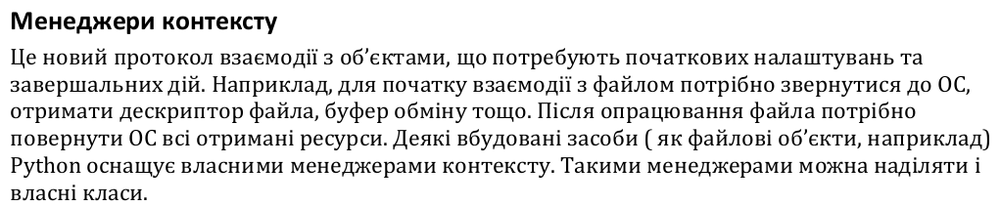 Менеджери контексту
Це новий протокол взаємодії з об’єктами, що потребують початкових налаштувань та
завершальних дій. Наприклад, для початку взаємодії з файлом потрібно звернутися до ОС,
отримати дескриптор файла, буфер обміну тощо. Після опрацювання файла потрібно
повернути ОС всі отримані ресурси. Деякі вбудовані засоби ( як файлові об’єкти, наприклад)
Python оснащує власними менеджерами контексту. Такими менеджерами можна наділяти і
власні класи.